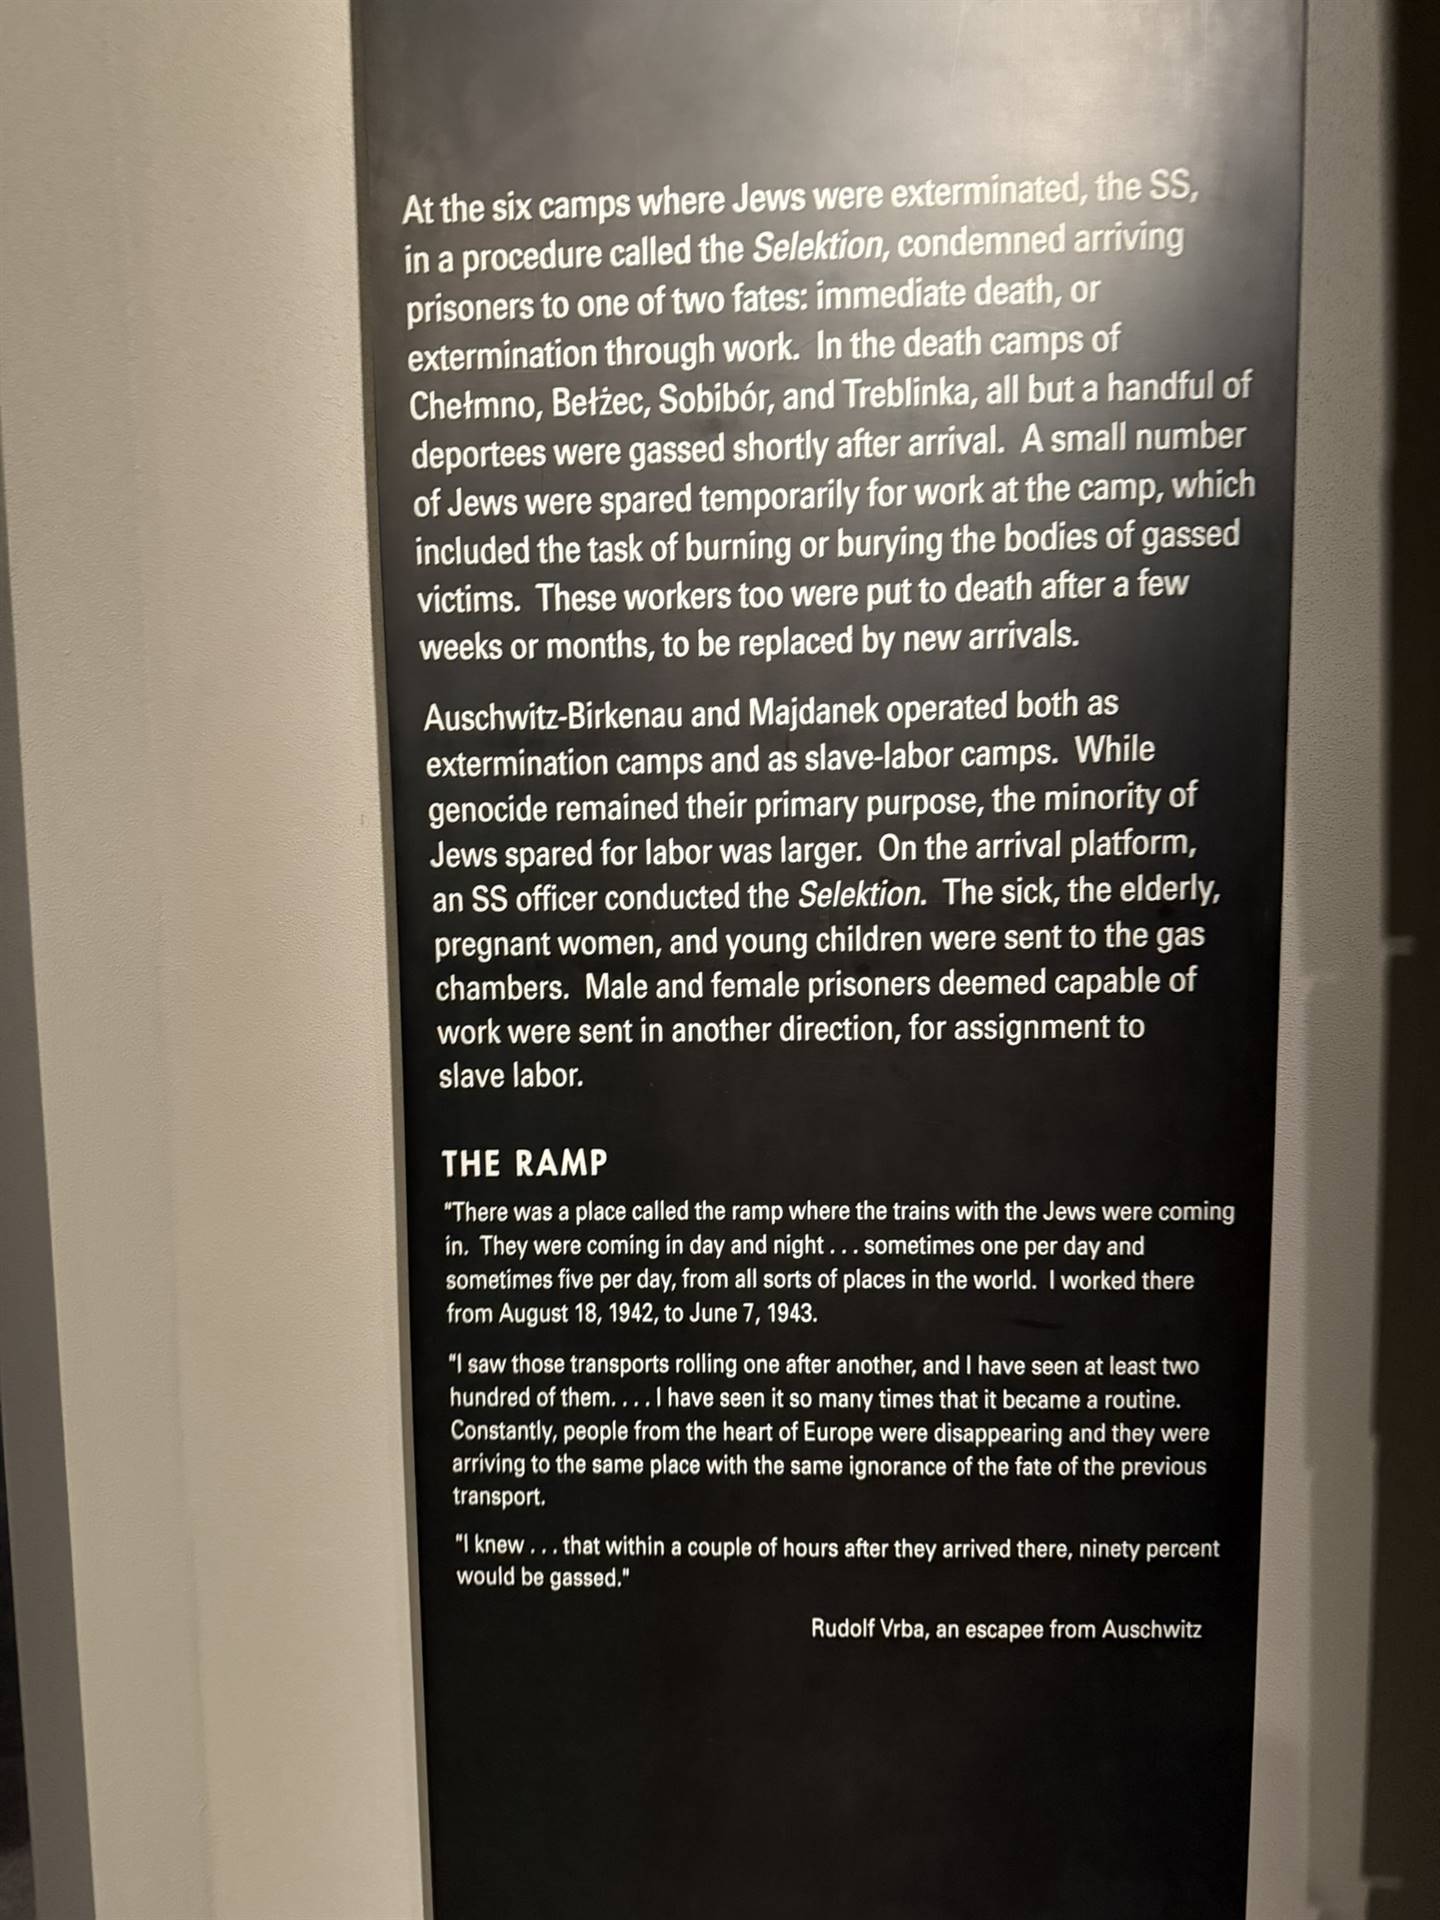 At the six camps where Jews were exterminated, the SS,
in a procedure called the Selektion, condemned arriving
prisoners to one of two fates: immediate death, or
extermination through work. In the death camps of
Chełmno, Bełżec, Sobibór, and Treblinka, all but a handful of
deportees were gassed shortly after arrival. A small number
of Jews were spared temporarily for work at the camp, which
included the task of burning or burying the bodies of gassed
victims. These workers too were put to death after a few
weeks or months, to be replaced by new arrivals.
Auschwitz-Birkenau and Majdanek operated both as
extermination camps and as slave-labor camps. While
genocide remained their primary purpose, the minority of
Jews spared for labor was larger. On the arrival platform,
an SS officer conducted the Selektion. The sick, the elderly,
pregnant women, and young children were sent to the gas
chambers. Male and female prisoners deemed capable of
work were sent in another direction, for assignment to
slave labor.
THE RAMP
"There was a place called the ramp where the trains with the Jews were coming
in. They were coming in day and night . . . sometimes one per day and
sometimes five per day, from all sorts of places in the world. I worked there
from August 18, 1942, to June 7, 1943.
"I saw those transports rolling one after another, and I have seen at least two
hundred of them. . . . I have seen it so many times that it became a routine.
Constantly, people from the heart of Europe were disappearing and they were
arriving to the same place with the same ignorance of the fate of the previous
transport.
"I knew . . . that within a couple of hours after they arrived there, ninety percent
would be gassed."
Rudolf Vrba, an escapee from Auschwitz